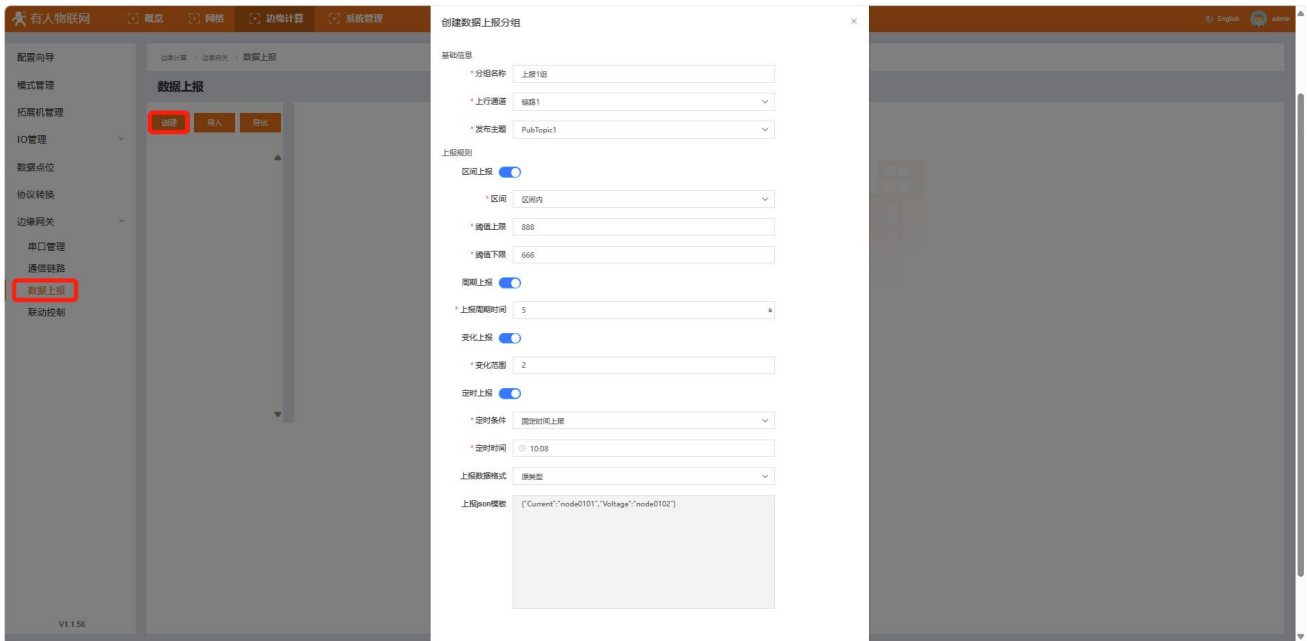 有人物联网
概览
网络
边缘计算
系统管理
English
admin
配置向导
模式管理
拓展机管理
IO管理
数据点位
协议转换
边缘网关
串口管理
通信链路
数据上报
联动控制
V1.1.56
边缘计算 > 边缘网关 > 数据上报
数据上报
创建
导入
导出
创建数据上报分组
基础信息
*分组名称 上报1组
*上行通道 链路1
*发布主题 PubTopic1
上报规则
区间上报
*区间 区间内
*阈值上限 888
*阈值下限 666
周期上报
*上报周期时间 5 s
变化上报
*变化范围 2
定时上报
*定时条件 固定时间上报
*定时时间 10:08
上报数据格式 原类型
上报json模板 {"Current":"node0101","Voltage":"node0102"}